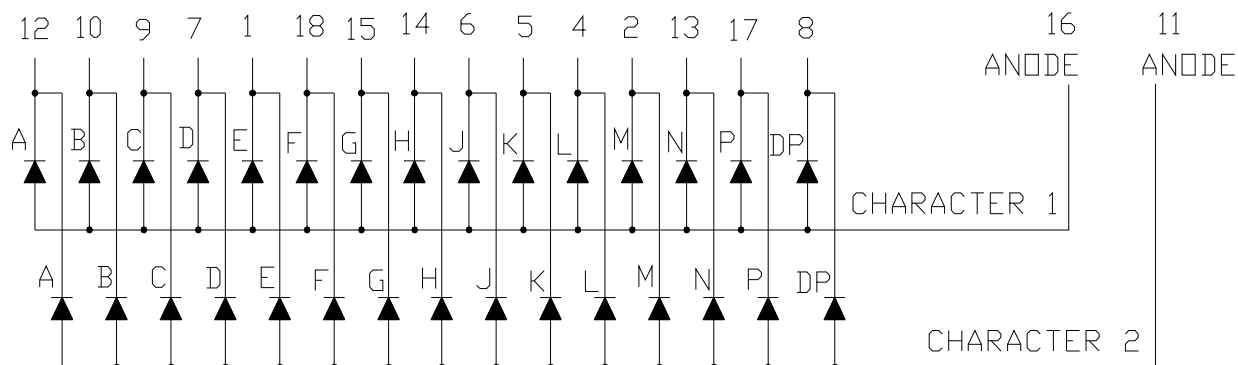 12 10 9 7 1 18 15 14 6 5 4 2 13 17 8 16 11
ANODE ANODE
A B C D E F G H J K L M N P DP
CHARACTER 1
A B C D E F G H J K L M N P DP
CHARACTER 2